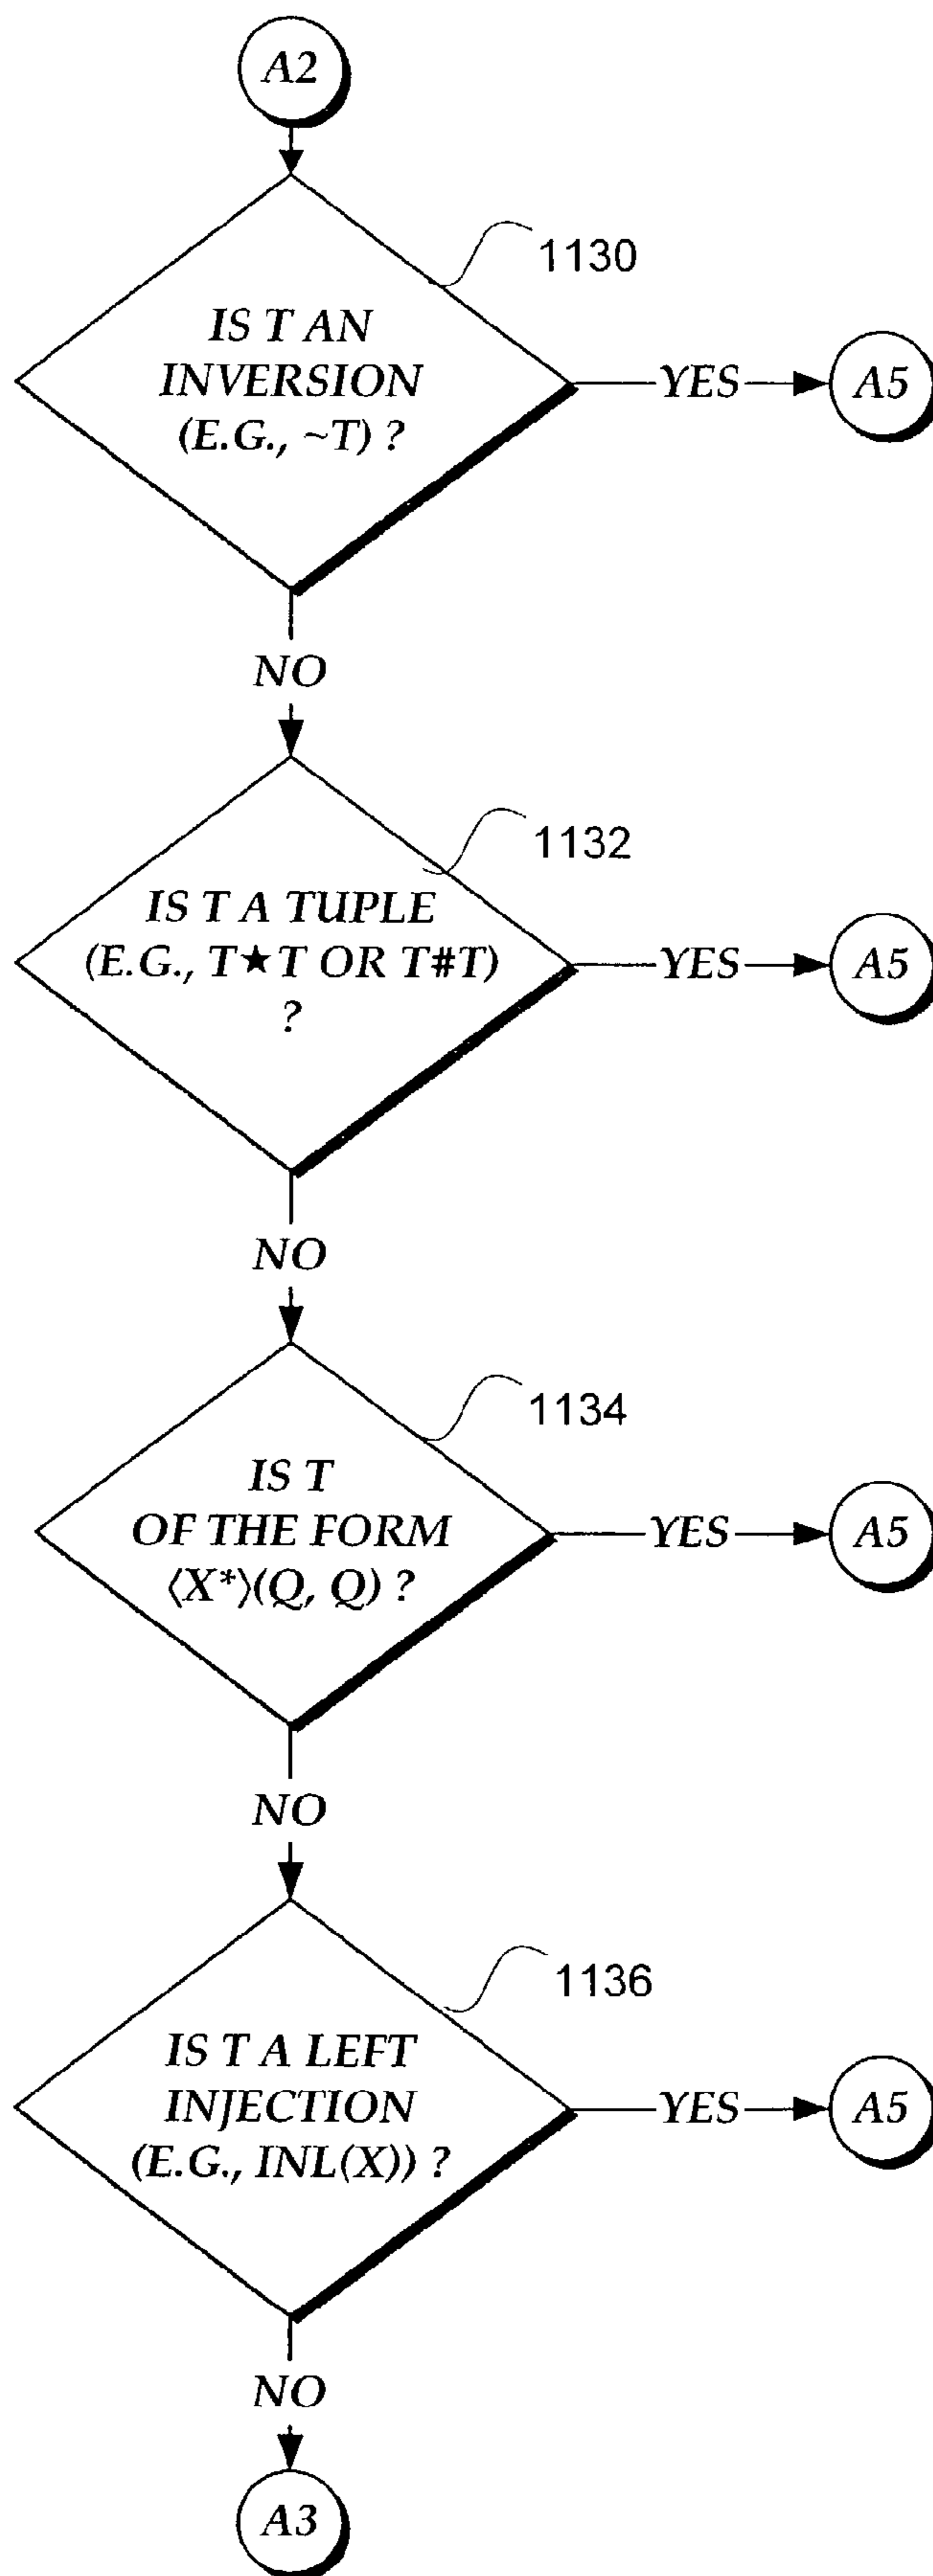 A2
1130
IS T AN
INVERSION
(E.G., ~T) ?
YES
A5
NO
1132
IS T A TUPLE
(E.G., T★T OR T#T)
?
YES
A5
NO
1134
IS T
OF THE FORM
⟨X*⟩(Q, Q) ?
YES
A5
NO
1136
IS T A LEFT
INJECTION
(E.G., INL(X)) ?
YES
A5
NO
A3